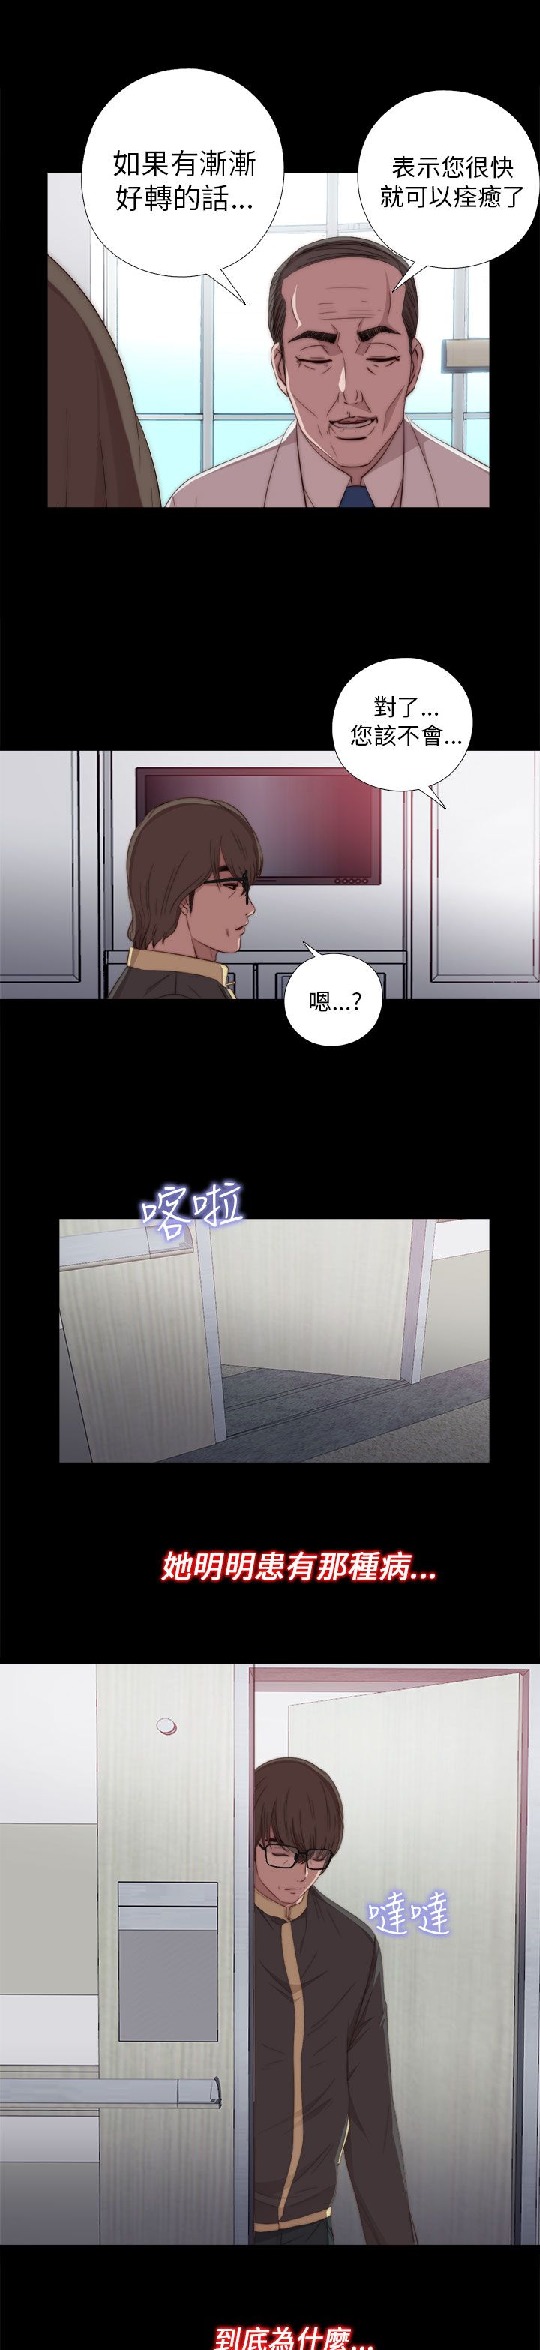 如果有漸漸
好轉的話...
表示您很快
就可以痊癒了
對了...
您該不會...
嗯...?
喀啦
她明明患有那種病...
噠噠
到底為什麼...